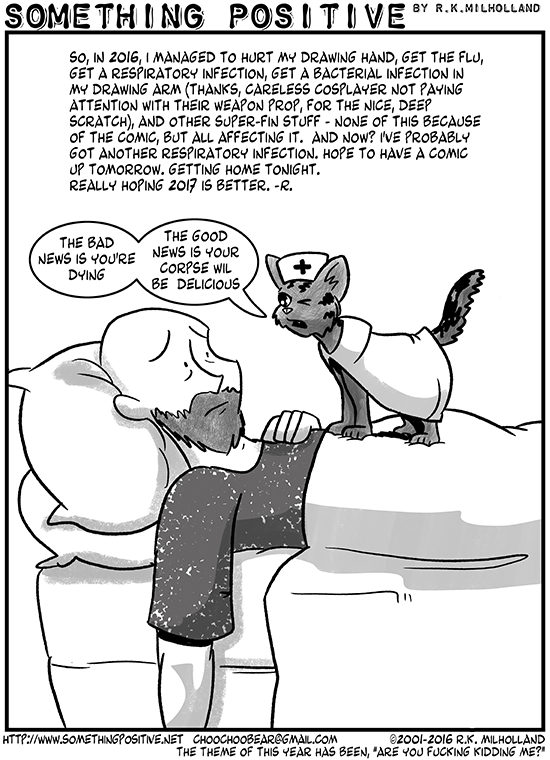 SOMETHING POSITIVE BY R.K.MILHOLLAND
SO, IN 2016, I MANAGED TO HURT MY DRAWING HAND, GET THE FLU,
GET A RESPIRATORY INFECTION, GET A BACTERIAL INFECTION IN
MY DRAWING ARM (THANKS, CARELESS COSPLAYER NOT PAYING
ATTENTION WITH THEIR WEAPON PROP, FOR THE NICE, DEEP
SCRATCH), AND OTHER SUPER-FIN STUFF - NONE OF THIS BECAUSE
OF THE COMIC, BUT ALL AFFECTING IT. AND NOW? I'VE PROBABLY
GOT ANOTHER RESPIRATORY INFECTION. HOPE TO HAVE A COMIC
UP TOMORROW. GETTING HOME TONIGHT.
REALLY HOPING 2017 IS BETTER. -R.
THE BAD
NEWS IS YOU'RE
DYING
THE GOOD
NEWS IS YOUR
CORPSE WIL
BE DELICIOUS
HTTP://WWW.SOMETHINGPOSITIVE.NET CHOOCHOOBEAR@GMAIL.COM ©2001-2016 R.K. MILHOLLAND
THE THEME OF THIS YEAR HAS BEEN, "ARE YOU FUCKING KIDDING ME?"